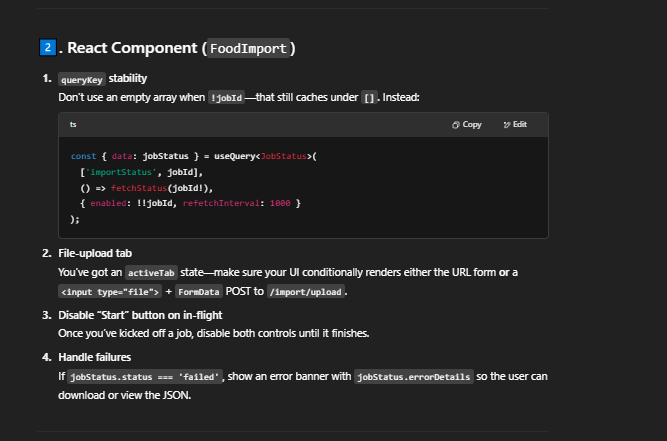 2. React Component (FoodImport)
1. queryKey stability
Don't use an empty array when !jobId—that still caches under []. Instead:
ts
Copy
Edit
const { data: jobStatus } = useQuery<JobStatus>(
['importStatus', jobId],
() => fetchStatus(jobId!),
{ enabled: !!jobId, refetchInterval: 1000 }
);
2. File-upload tab
You've got an activeTab state—make sure your UI conditionally renders either the URL form or a
<input type="file"> + FormData POST to /import/upload.
3. Disable "Start" button on in-flight
Once you've kicked off a job, disable both controls until it finishes.
4. Handle failures
If jobStatus.status === 'failed', show an error banner with jobStatus.errorDetails so the user can
download or view the JSON.